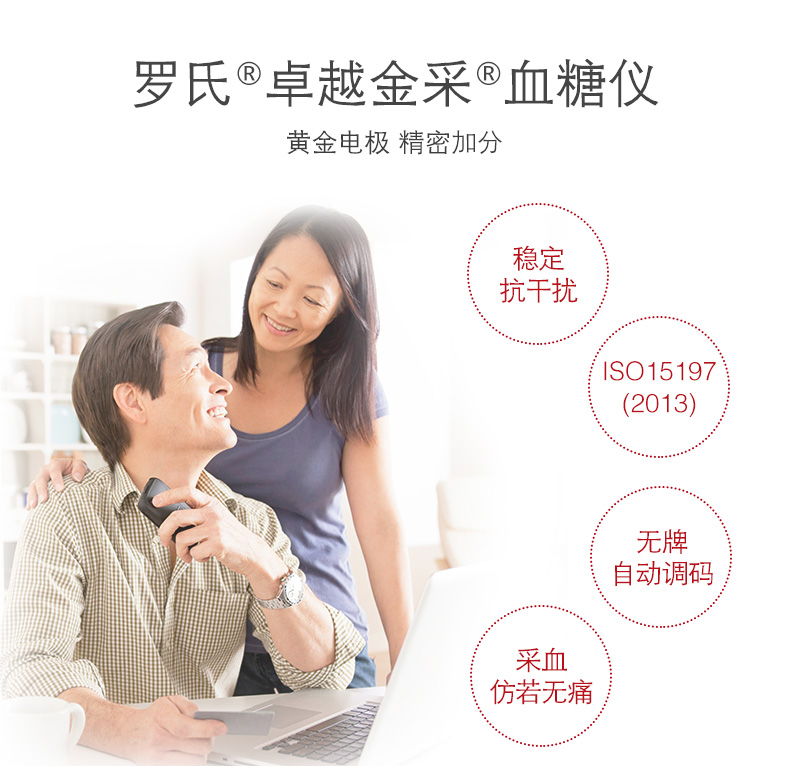 罗氏®卓越金采®血糖仪
黄金电极 精密加分
稳定
抗干扰
ISO15197
(2013)
无牌
自动调码
采血
仿若无痛